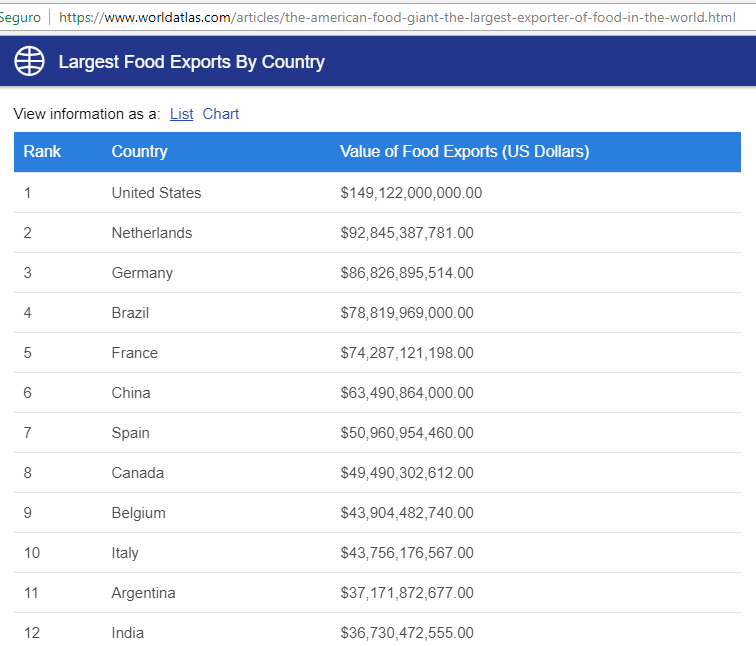 Seguro https://www.worldatlas.com/articles/the-american-food-giant-the-largest-exporter-of-food-in-the-world.html
Largest Food Exports By Country
View information as a: List Chart
Rank Country Value of Food Exports (US Dollars)
1 United States $149,122,000,000.00
2 Netherlands $92,845,387,781.00
3 Germany $86,826,895,514.00
4 Brazil $78,819,969,000.00
5 France $74,287,121,198.00
6 China $63,490,864,000.00
7 Spain $50,960,954,460.00
8 Canada $49,490,302,612.00
9 Belgium $43,904,482,740.00
10 Italy $43,756,176,567.00
11 Argentina $37,171,872,677.00
12 India $36,730,472,555.00